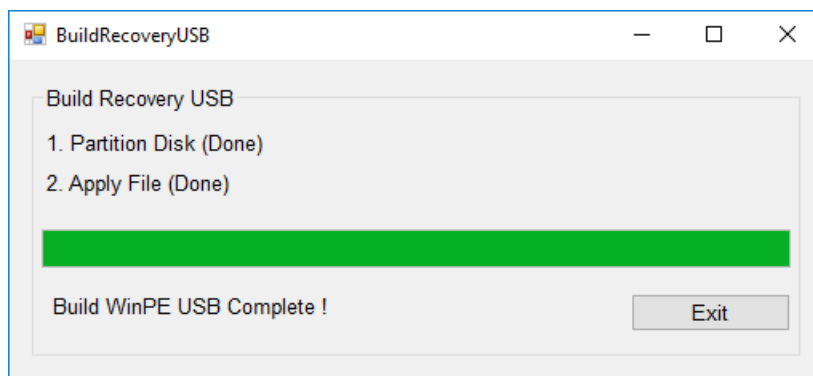 BuildRecoveryUSB
Build Recovery USB
1. Partition Disk (Done)
2. Apply File (Done)
Build WinPE USB Complete !
Exit